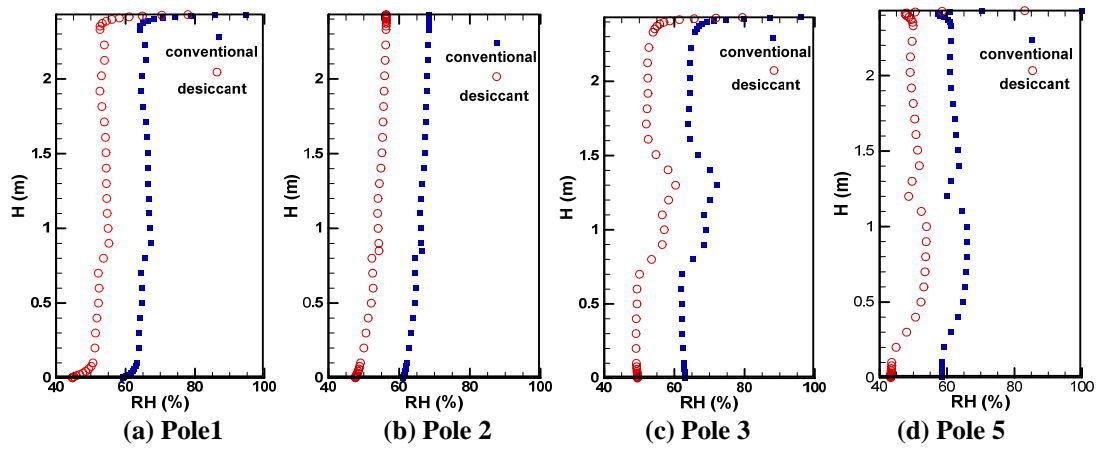 conventional
desiccant
H (m)
2
1.5
1
0.5
0
40 60 80 100
RH (%)
(a) Pole1
conventional
desiccant
H (m)
2
1.5
1
0.5
0
40 60 80 100
RH (%)
(b) Pole 2
conventional
desiccant
H (m)
2
1.5
1
0.5
0
40 60 80 100
RH (%)
(c) Pole 3
conventional
desiccant
H (m)
2
1.5
1
0.5
0
40 60 80 100
RH (%)
(d) Pole 5